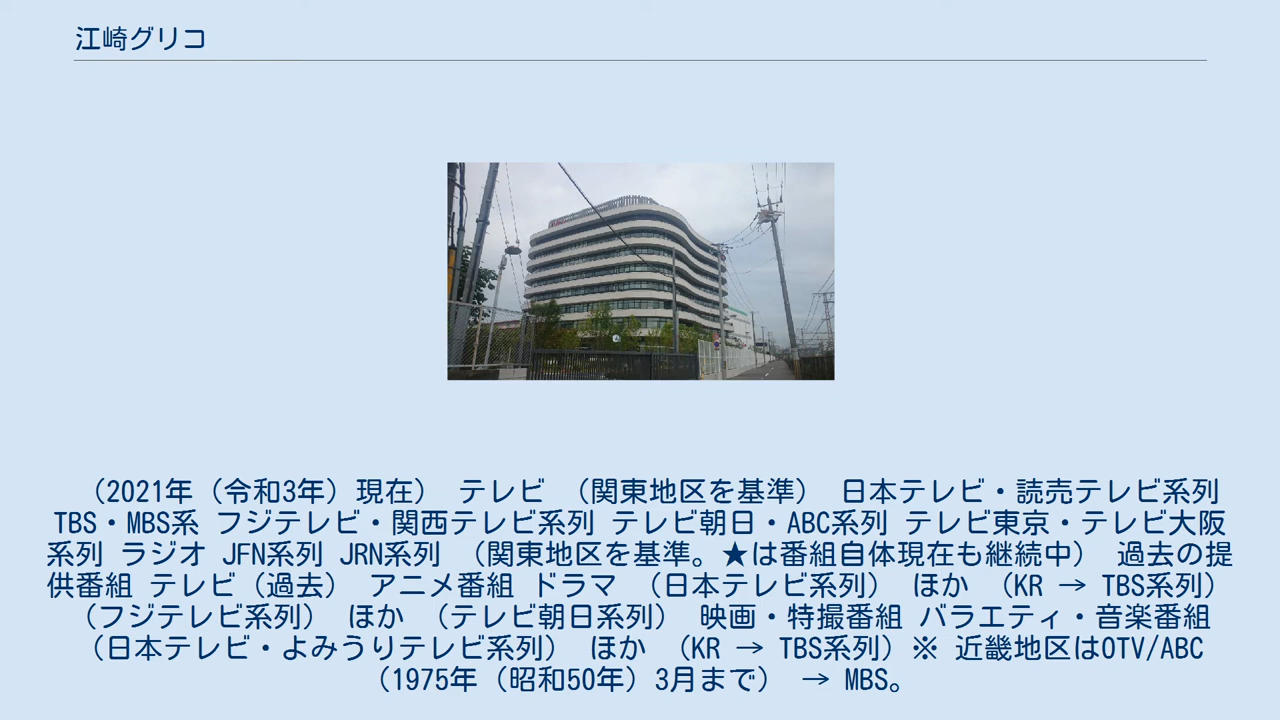 江崎グリコ
（2021年（令和3年）現在） テレビ （関東地区を基準） 日本テレビ・読売テレビ系列
TBS・MBS系 フジテレビ・関西テレビ系列 テレビ朝日・ABC系列 テレビ東京・テレビ大阪
系列 ラジオ JFN系列 JRN系列 （関東地区を基準。★は番組自体現在も継続中） 過去の提
供番組 テレビ（過去） アニメ番組 ドラマ （日本テレビ系列） ほか （KR → TBS系列）
（フジテレビ系列） ほか （テレビ朝日系列） 映画・特撮番組 バラエティ・音楽番組
（日本テレビ・よみうりテレビ系列） ほか （KR → TBS系列）※ 近畿地区はOTV/ABC
（1975年（昭和50年）3月まで） → MBS。